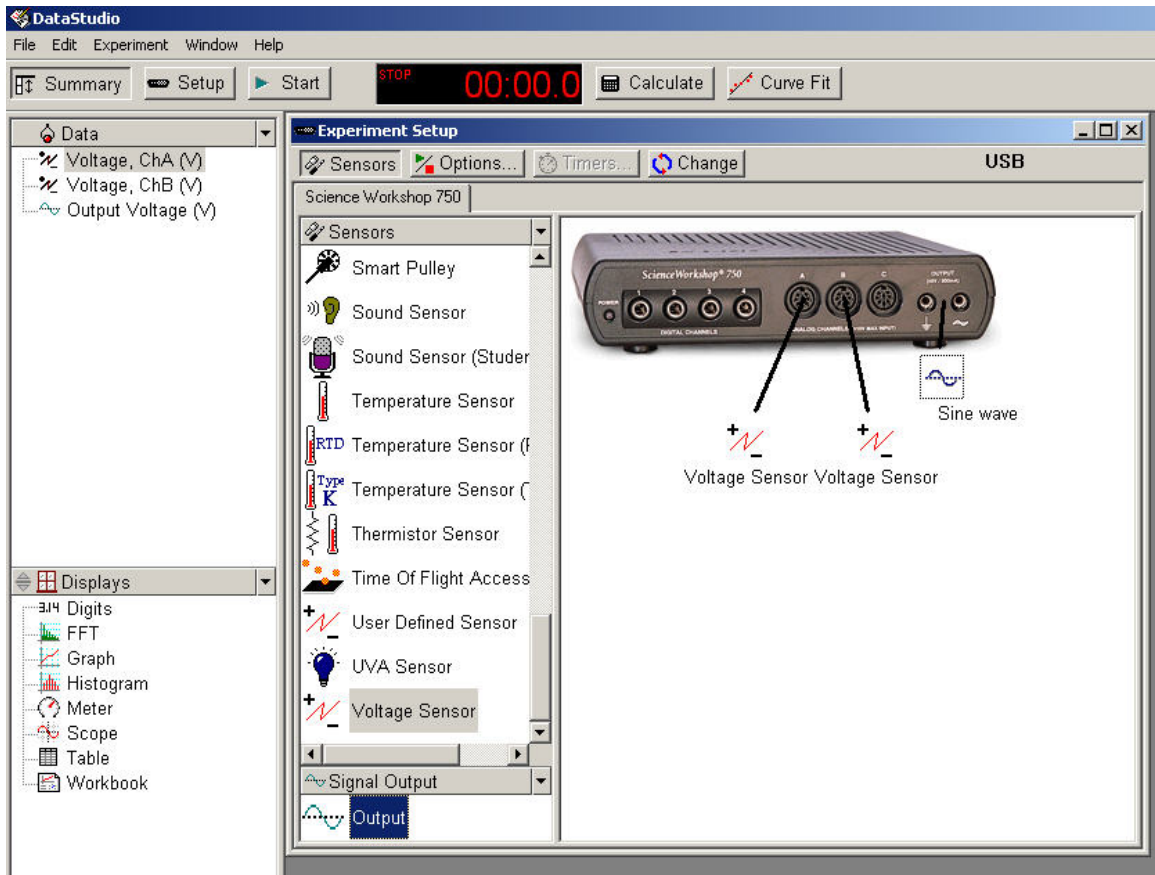 DataStudio
File Edit Experiment Window Help
Summary Setup Start STOP 00:00.0 Calculate Curve Fit
Data
Voltage, ChA (V)
Voltage, ChB (V)
Output Voltage (V)
Displays
3.14 Digits
FFT
Graph
Histogram
Meter
Scope
Table
Workbook
Experiment Setup
Sensors Options... Timers... Change USB
Science Workshop 750
Sensors
Smart Pulley
Sound Sensor
Sound Sensor (Studer
Temperature Sensor
RTD Temperature Sensor (
Type K Temperature Sensor (
Thermistor Sensor
Time Of Flight Access
User Defined Sensor
UVA Sensor
Voltage Sensor
Signal Output
Output
ScienceWorkshop® 750
POWER
1 2 3 4
DIGITAL CHANNELS
A B C
ANALOG CHANNELS
OUTPUT
Sine wave
Voltage Sensor Voltage Sensor